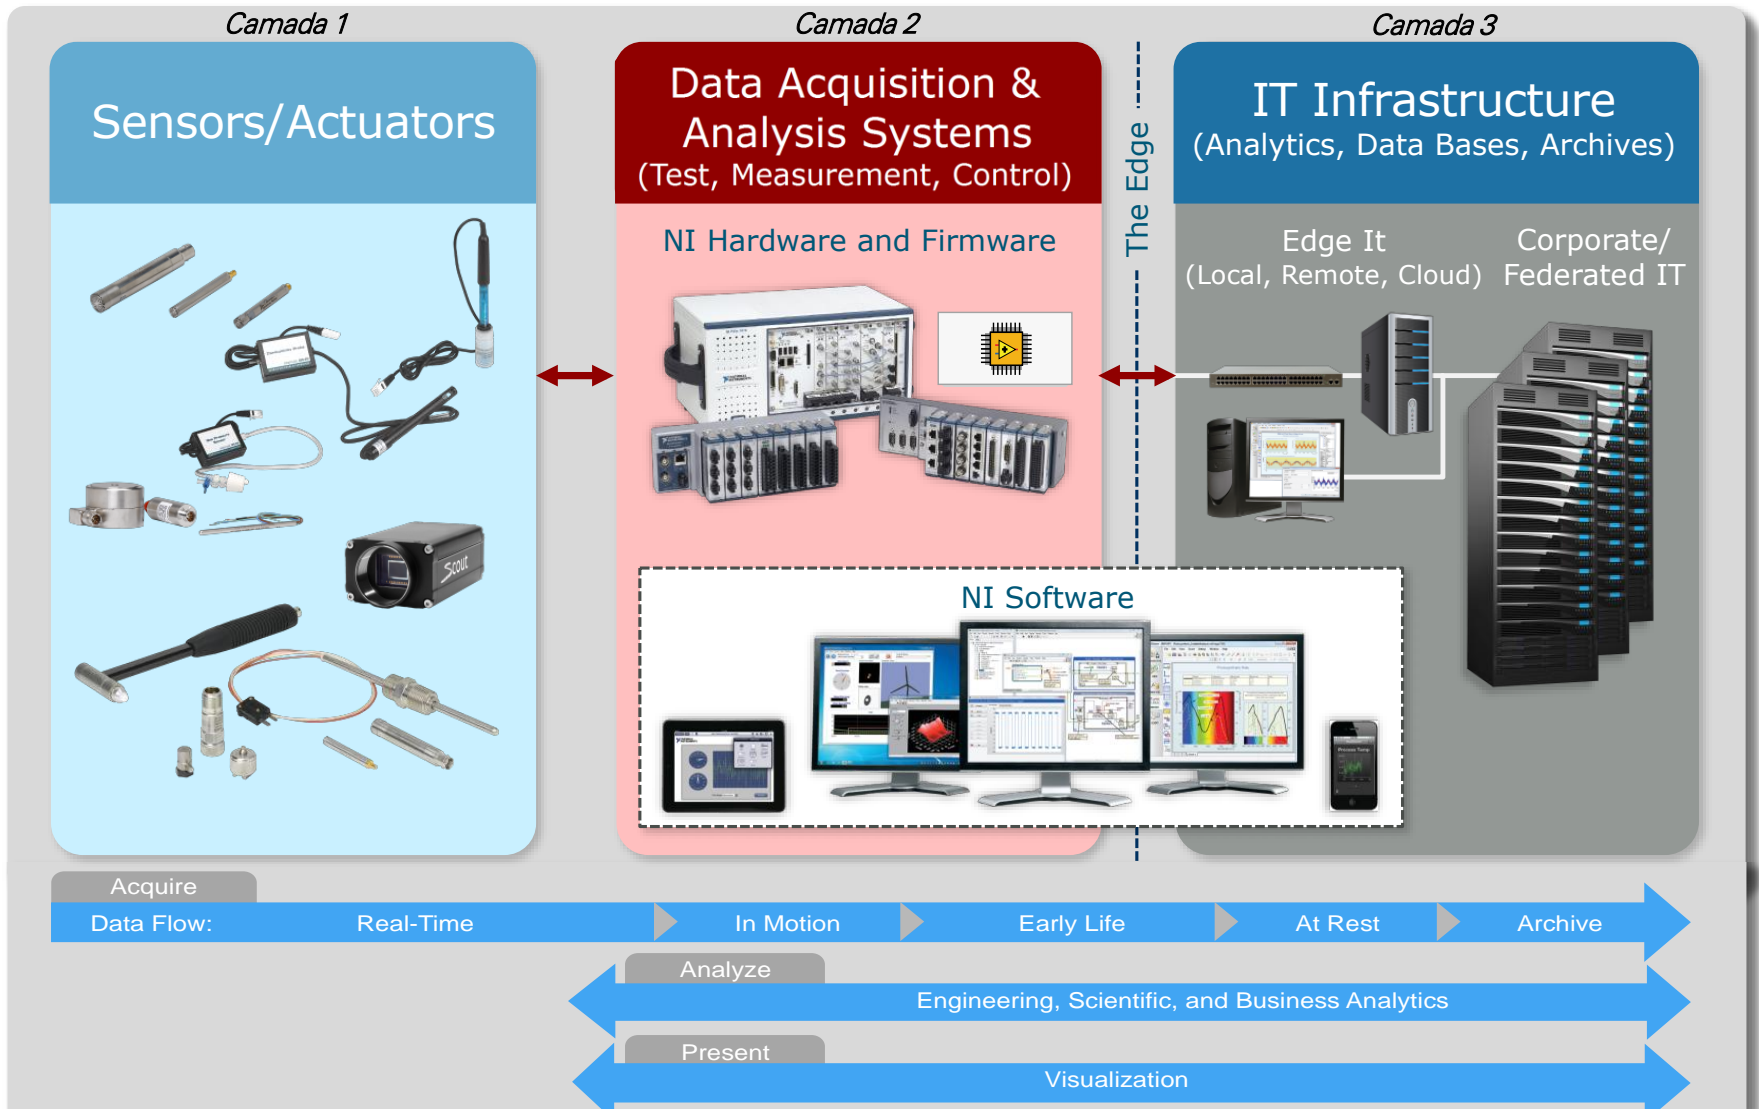 Camada 1
Camada 2
Camada 3
Sensors/Actuators
Data Acquisition &
Analysis Systems
(Test, Measurement, Control)
The Edge
IT Infrastructure
(Analytics, Data Bases, Archives)
NI Hardware and Firmware
Edge It
(Local, Remote, Cloud)
Corporate/
Federated IT
Scout
NI Software
Process Temp
Acquire
Data Flow:
Real-Time
In Motion
Early Life
At Rest
Archive
Analyze
Engineering, Scientific, and Business Analytics
Present
Visualization